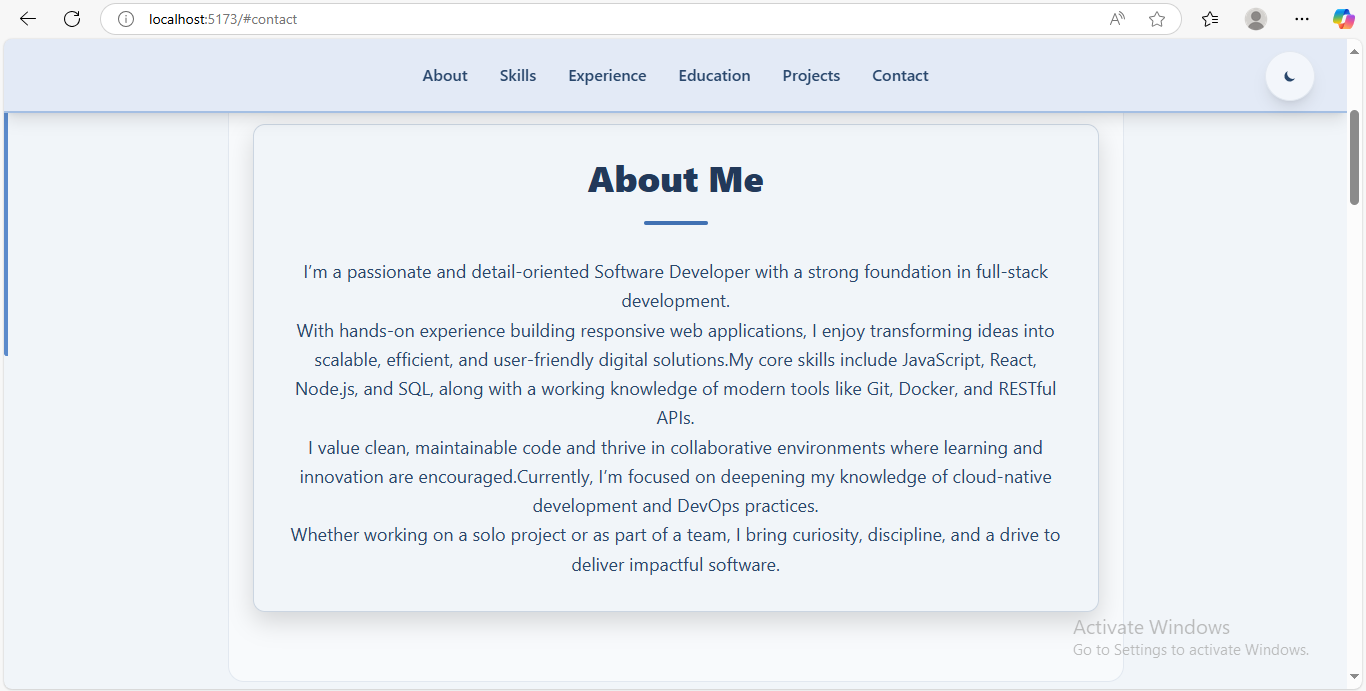 localhost:5173/#contact
About Skills Experience Education Projects Contact
About Me
I'm a passionate and detail-oriented Software Developer with a strong foundation in full-stack
development.
With hands-on experience building responsive web applications, I enjoy transforming ideas into
scalable, efficient, and user-friendly digital solutions.My core skills include JavaScript, React,
Node.js, and SQL, along with a working knowledge of modern tools like Git, Docker, and RESTful
APIs.
I value clean, maintainable code and thrive in collaborative environments where learning and
innovation are encouraged.Currently, I'm focused on deepening my knowledge of cloud-native
development and DevOps practices.
Whether working on a solo project or as part of a team, I bring curiosity, discipline, and a drive to
deliver impactful software.
Activate Windows
Go to Settings to activate Windows.